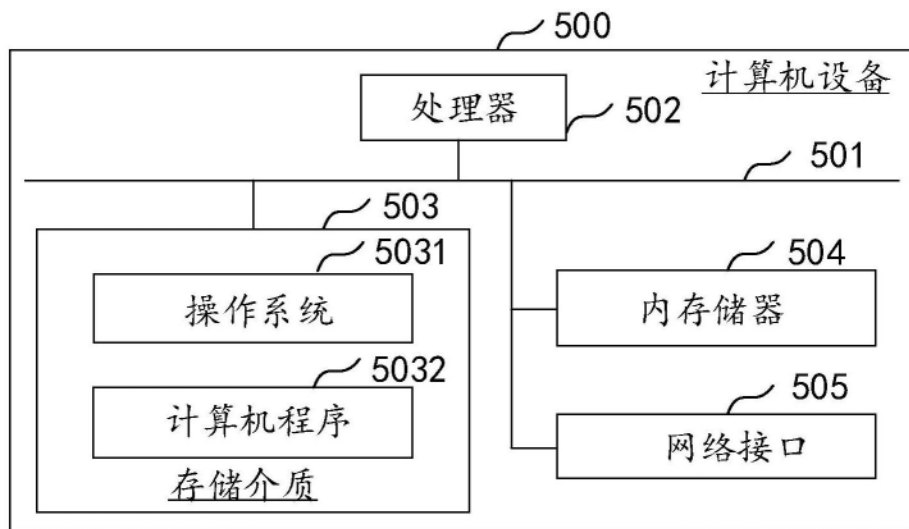 500
计算机设备
处理器
502
501
503
5031
操作系统
504
内存储器
5032
计算机程序
505
网络接口
存储介质